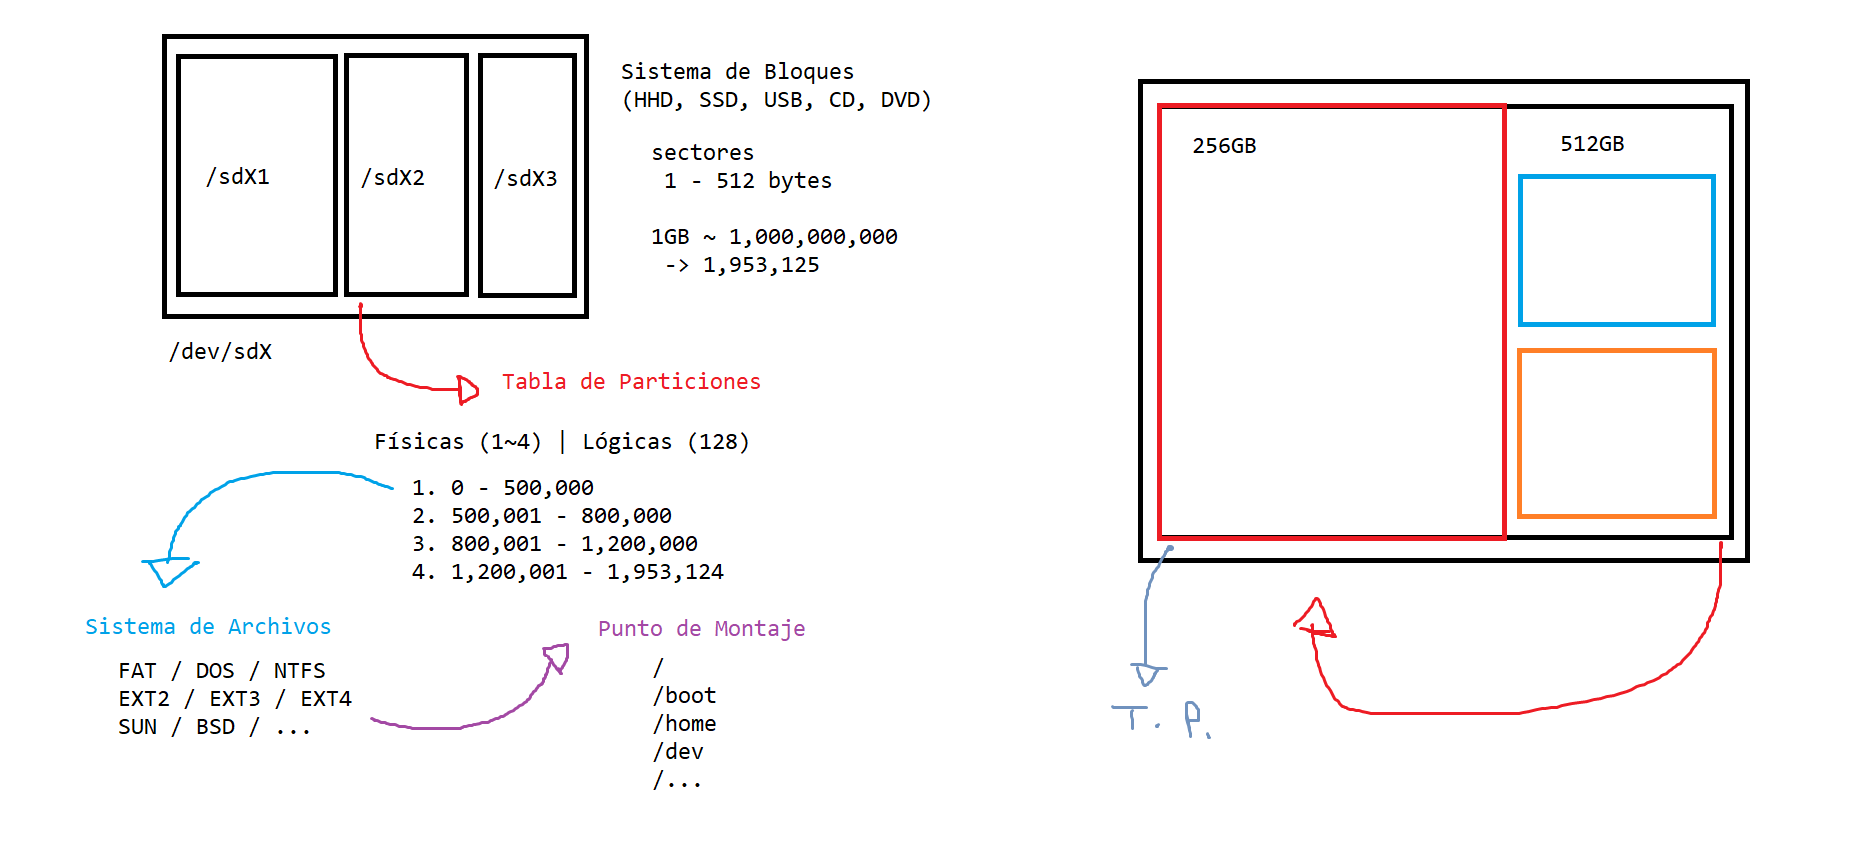 /sdX1
/sdX2
/sdX3
/dev/sdX
Sistema de Bloques
(HHD, SSD, USB, CD, DVD)
sectores
1 - 512 bytes
1GB ~ 1,000,000,000
-> 1,953,125
Tabla de Particiones
Físicas (1~4) | Lógicas (128)
1. 0 - 500,000
2. 500,001 - 800,000
3. 800,001 - 1,200,000
4. 1,200,001 - 1,953,124
Sistema de Archivos
FAT / DOS / NTFS
EXT2 / EXT3 / EXT4
SUN / BSD / ...
Punto de Montaje
/
/boot
/home
/dev
/...
256GB
512GB
T. P.